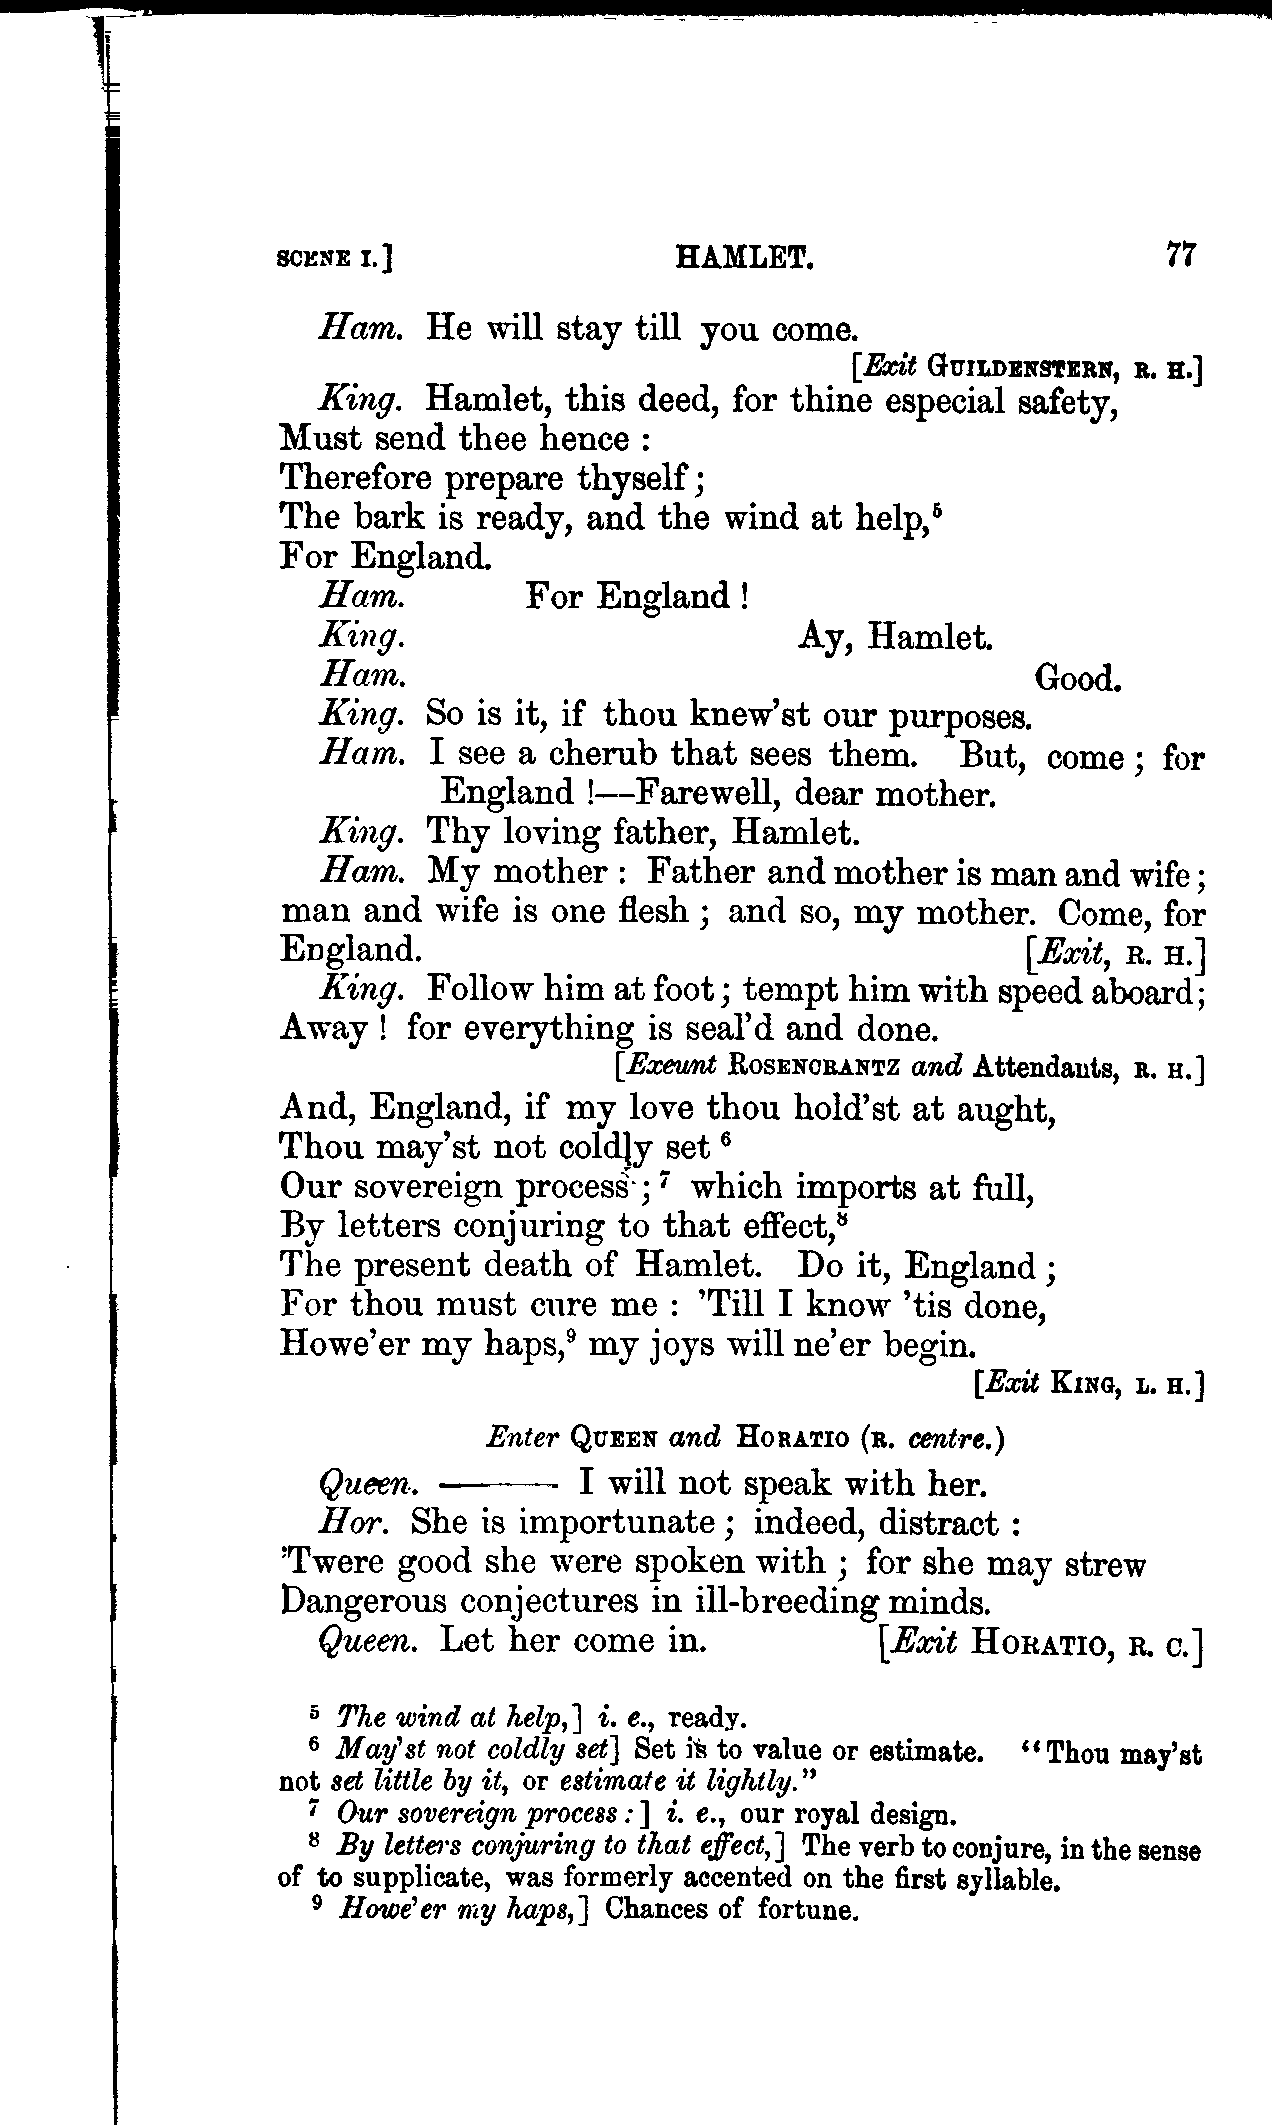 SCENE I.] HAMLET. 77
Ham. He will stay till you come.
[Exit GUILDENSTERN, R. H.]
King. Hamlet, this deed, for thine especial safety,
Must send thee hence :
Therefore prepare thyself ;
The bark is ready, and the wind at help,⁵
For England.
Ham. For England !
King. Ay, Hamlet.
Ham. Good.
King. So is it, if thou knew'st our purposes.
Ham. I see a cherub that sees them. But, come ; for
England !—Farewell, dear mother.
King. Thy loving father, Hamlet.
Ham. My mother : Father and mother is man and wife ;
man and wife is one flesh ; and so, my mother. Come, for
England. [Exit, R. H.]
King. Follow him at foot ; tempt him with speed aboard ;
Away ! for everything is seal'd and done.
[Exeunt ROSENCRANTZ and Attendants, R. H.]
And, England, if my love thou hold'st at aught,
Thou may'st not coldly set ⁶
Our sovereign process ; ⁷ which imports at full,
By letters conjuring to that effect,⁸
The present death of Hamlet. Do it, England ;
For thou must cure me : 'Till I know 'tis done,
Howe'er my haps,⁹ my joys will ne'er begin.
[Exit KING, L. H.]
Enter QUEEN and HORATIO (R. centre.)
Queen. ——— I will not speak with her.
Hor. She is importunate ; indeed, distract :
'Twere good she were spoken with ; for she may strew
Dangerous conjectures in ill-breeding minds.
Queen. Let her come in. [Exit HORATIO, R. C.]
⁵ The wind at help,] i. e., ready.
⁶ May'st not coldly set] Set is to value or estimate. "Thou may'st
not set little by it, or estimate it lightly."
⁷ Our sovereign process :] i. e., our royal design.
⁸ By letters conjuring to that effect,] The verb to conjure, in the sense
of to supplicate, was formerly accented on the first syllable.
⁹ Howe'er my haps,] Chances of fortune.